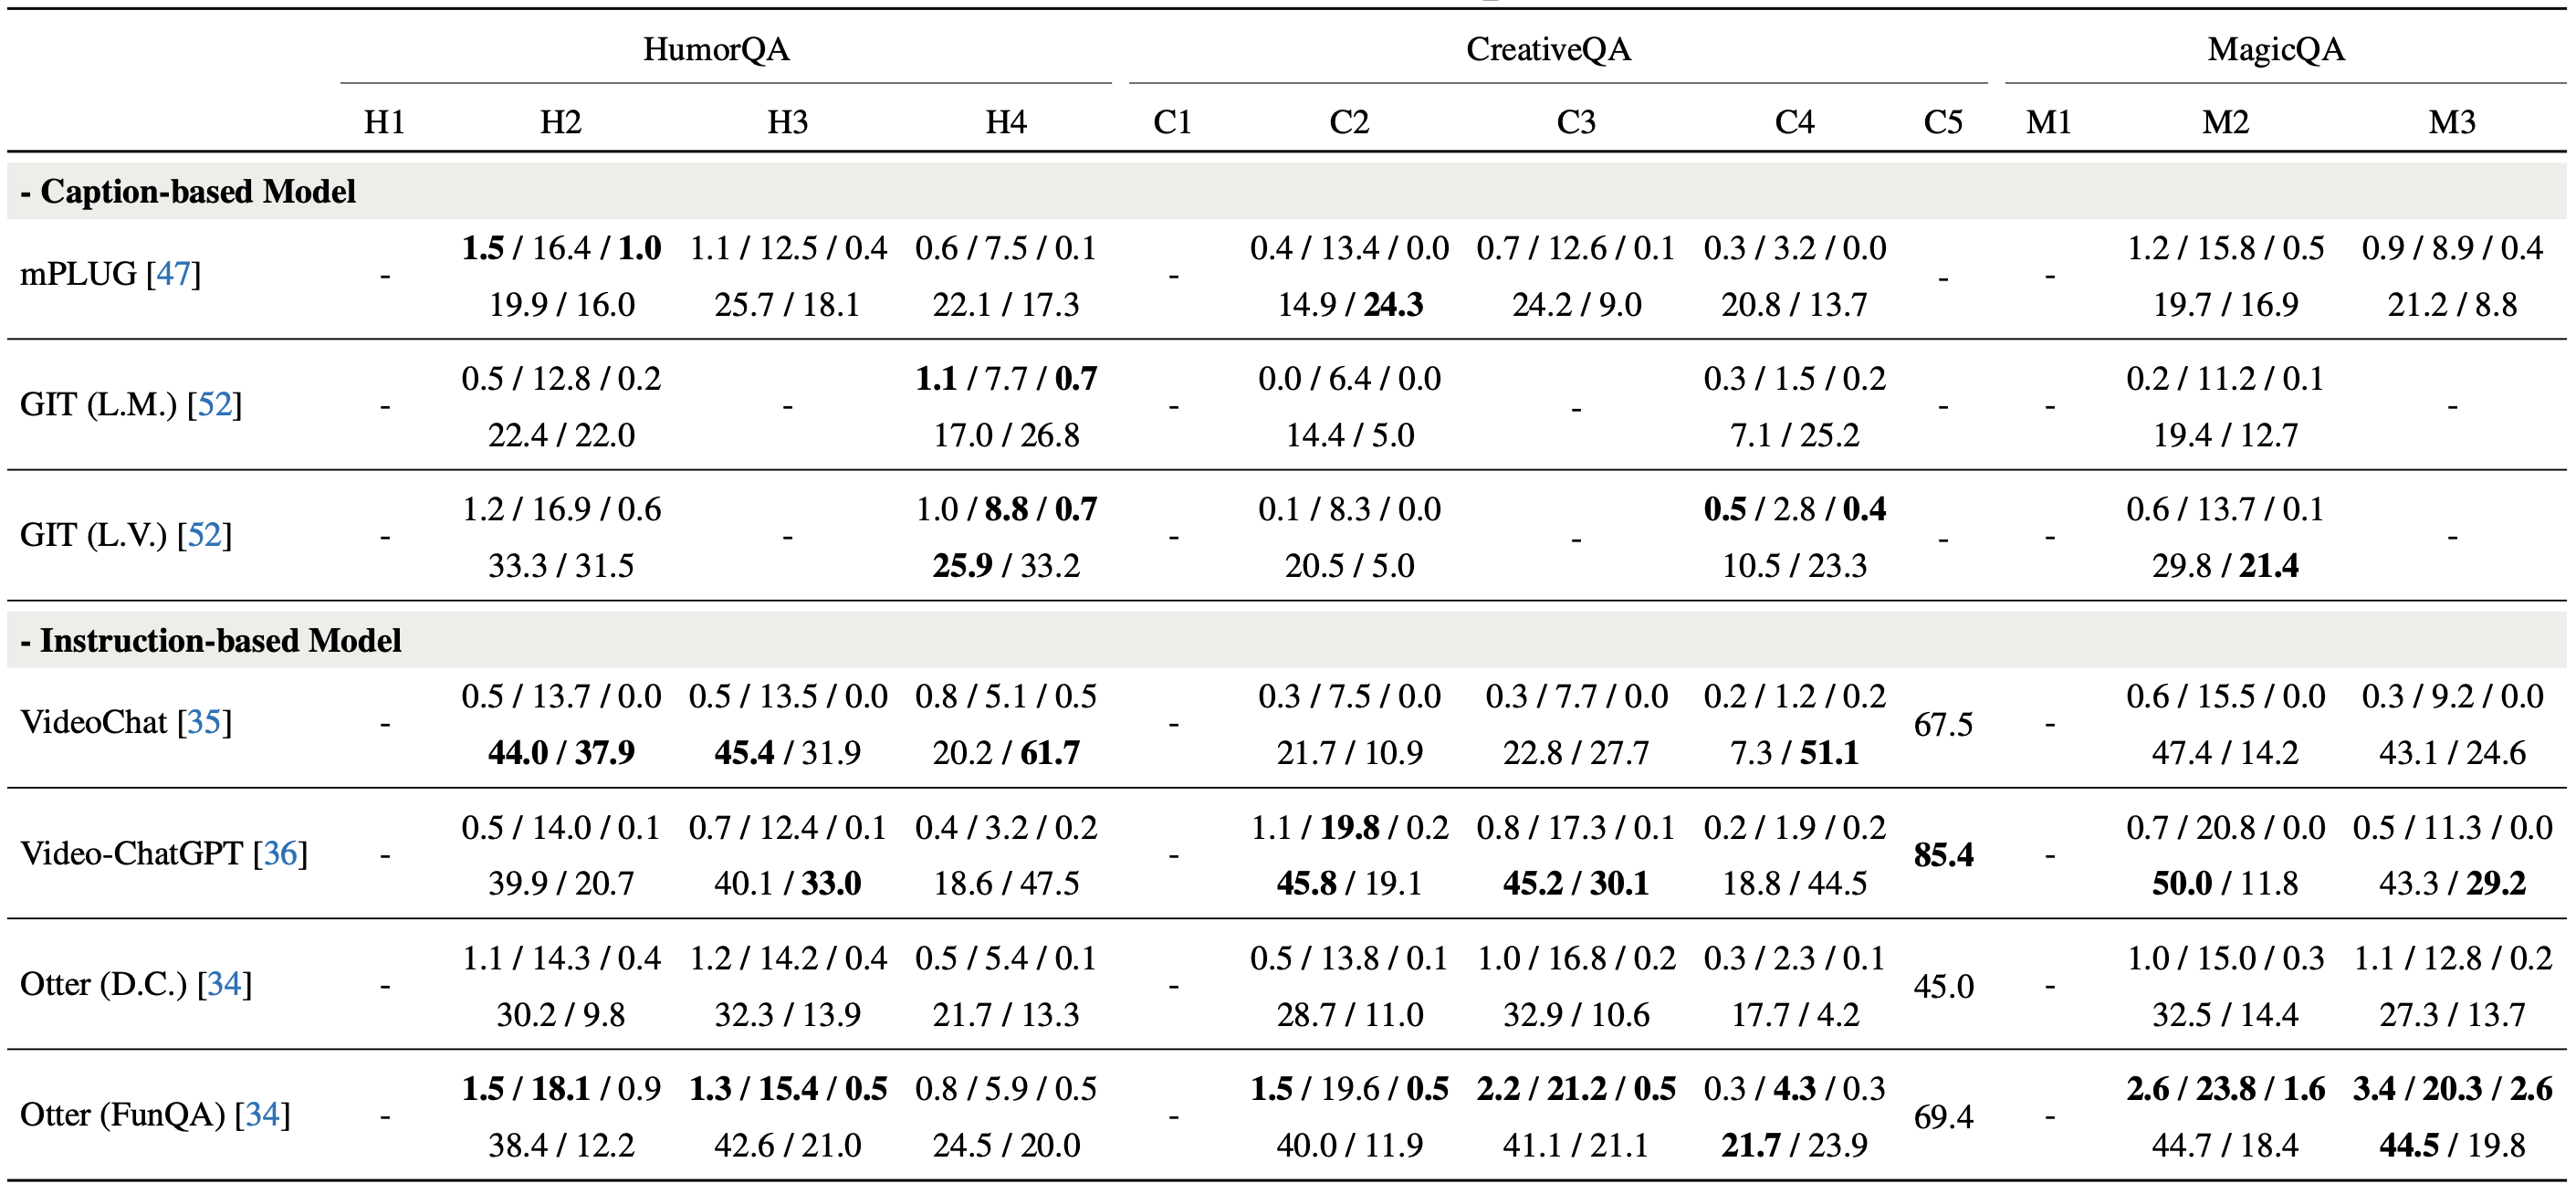 HumorQA CreativeQA MagicQA
H1 H2 H3 H4 C1 C2 C3 C4 C5 M1 M2 M3
- Caption-based Model
mPLUG [47] - 1.5 / 16.4 / 1.0 1.1 / 12.5 / 0.4 0.6 / 7.5 / 0.1 - 0.4 / 13.4 / 0.0 0.7 / 12.6 / 0.1 0.3 / 3.2 / 0.0 - - 1.2 / 15.8 / 0.5 0.9 / 8.9 / 0.4
19.9 / 16.0 25.7 / 18.1 22.1 / 17.3 14.9 / 24.3 24.2 / 9.0 20.8 / 13.7 19.7 / 16.9 21.2 / 8.8
GIT (L.M.) [52] - 0.5 / 12.8 / 0.2 - 1.1 / 7.7 / 0.7 - 0.0 / 6.4 / 0.0 - 0.3 / 1.5 / 0.2 - - 0.2 / 11.2 / 0.1 -
22.4 / 22.0 17.0 / 26.8 14.4 / 5.0 7.1 / 25.2 19.4 / 12.7
GIT (L.V.) [52] - 1.2 / 16.9 / 0.6 - 1.0 / 8.8 / 0.7 - 0.1 / 8.3 / 0.0 - 0.5 / 2.8 / 0.4 - - 0.6 / 13.7 / 0.1 -
33.3 / 31.5 25.9 / 33.2 20.5 / 5.0 10.5 / 23.3 29.8 / 21.4
- Instruction-based Model
VideoChat [35] - 0.5 / 13.7 / 0.0 0.5 / 13.5 / 0.0 0.8 / 5.1 / 0.5 - 0.3 / 7.5 / 0.0 0.3 / 7.7 / 0.0 0.2 / 1.2 / 0.2 67.5 - 0.6 / 15.5 / 0.0 0.3 / 9.2 / 0.0
44.0 / 37.9 45.4 / 31.9 20.2 / 61.7 21.7 / 10.9 22.8 / 27.7 7.3 / 51.1 47.4 / 14.2 43.1 / 24.6
Video-ChatGPT [36] - 0.5 / 14.0 / 0.1 0.7 / 12.4 / 0.1 0.4 / 3.2 / 0.2 - 1.1 / 19.8 / 0.2 0.8 / 17.3 / 0.1 0.2 / 1.9 / 0.2 85.4 - 0.7 / 20.8 / 0.0 0.5 / 11.3 / 0.0
39.9 / 20.7 40.1 / 33.0 18.6 / 47.5 45.8 / 19.1 45.2 / 30.1 18.8 / 44.5 50.0 / 11.8 43.3 / 29.2
Otter (D.C.) [34] - 1.1 / 14.3 / 0.4 1.2 / 14.2 / 0.4 0.5 / 5.4 / 0.1 - 0.5 / 13.8 / 0.1 1.0 / 16.8 / 0.2 0.3 / 2.3 / 0.1 45.0 - 1.0 / 15.0 / 0.3 1.1 / 12.8 / 0.2
30.2 / 9.8 32.3 / 13.9 21.7 / 13.3 28.7 / 11.0 32.9 / 10.6 17.7 / 4.2 32.5 / 14.4 27.3 / 13.7
Otter (FunQA) [34] - 1.5 / 18.1 / 0.9 1.3 / 15.4 / 0.5 0.8 / 5.9 / 0.5 - 1.5 / 19.6 / 0.5 2.2 / 21.2 / 0.5 0.3 / 4.3 / 0.3 69.4 - 2.6 / 23.8 / 1.6 3.4 / 20.3 / 2.6
38.4 / 12.2 42.6 / 21.0 24.5 / 20.0 40.0 / 11.9 41.1 / 21.1 21.7 / 23.9 44.7 / 18.4 44.5 / 19.8